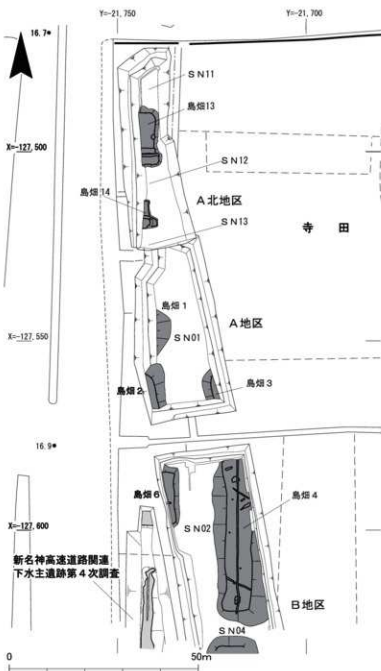 Y=-21,750
Y=-21,700
16.7
SN11
島畑13
X=-127,500
SN12
島畑14
A北地区
SN13
寺田
A地区
島畑1
X=-127,550
SN01
島畑2
島畑3
16.9
島畑6
島畑4
SN02
X=-127,600
新名神高速道路関連
下水主遺跡第4次調査
B地区
SN04
0
50m